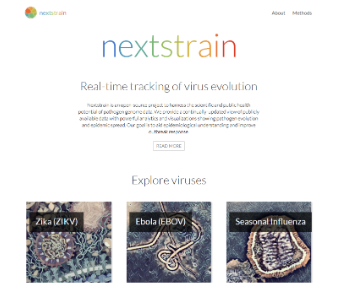 nextstrain
About
Methods
nextstrain
Real-time tracking of virus evolution
Nextstrain is an open-source project to harness the scientific and public health
potential of pathogen genome data. We provide a continually-updated view of publicly
available data with powerful analytics and visualizations showing pathogen evolution
and epidemic spread. Our goal is to aid epidemiological understanding and improve
outbreak response.
READ MORE
Explore viruses
Zika (ZIKV)
Ebola (EBOV)
Seasonal Influenza